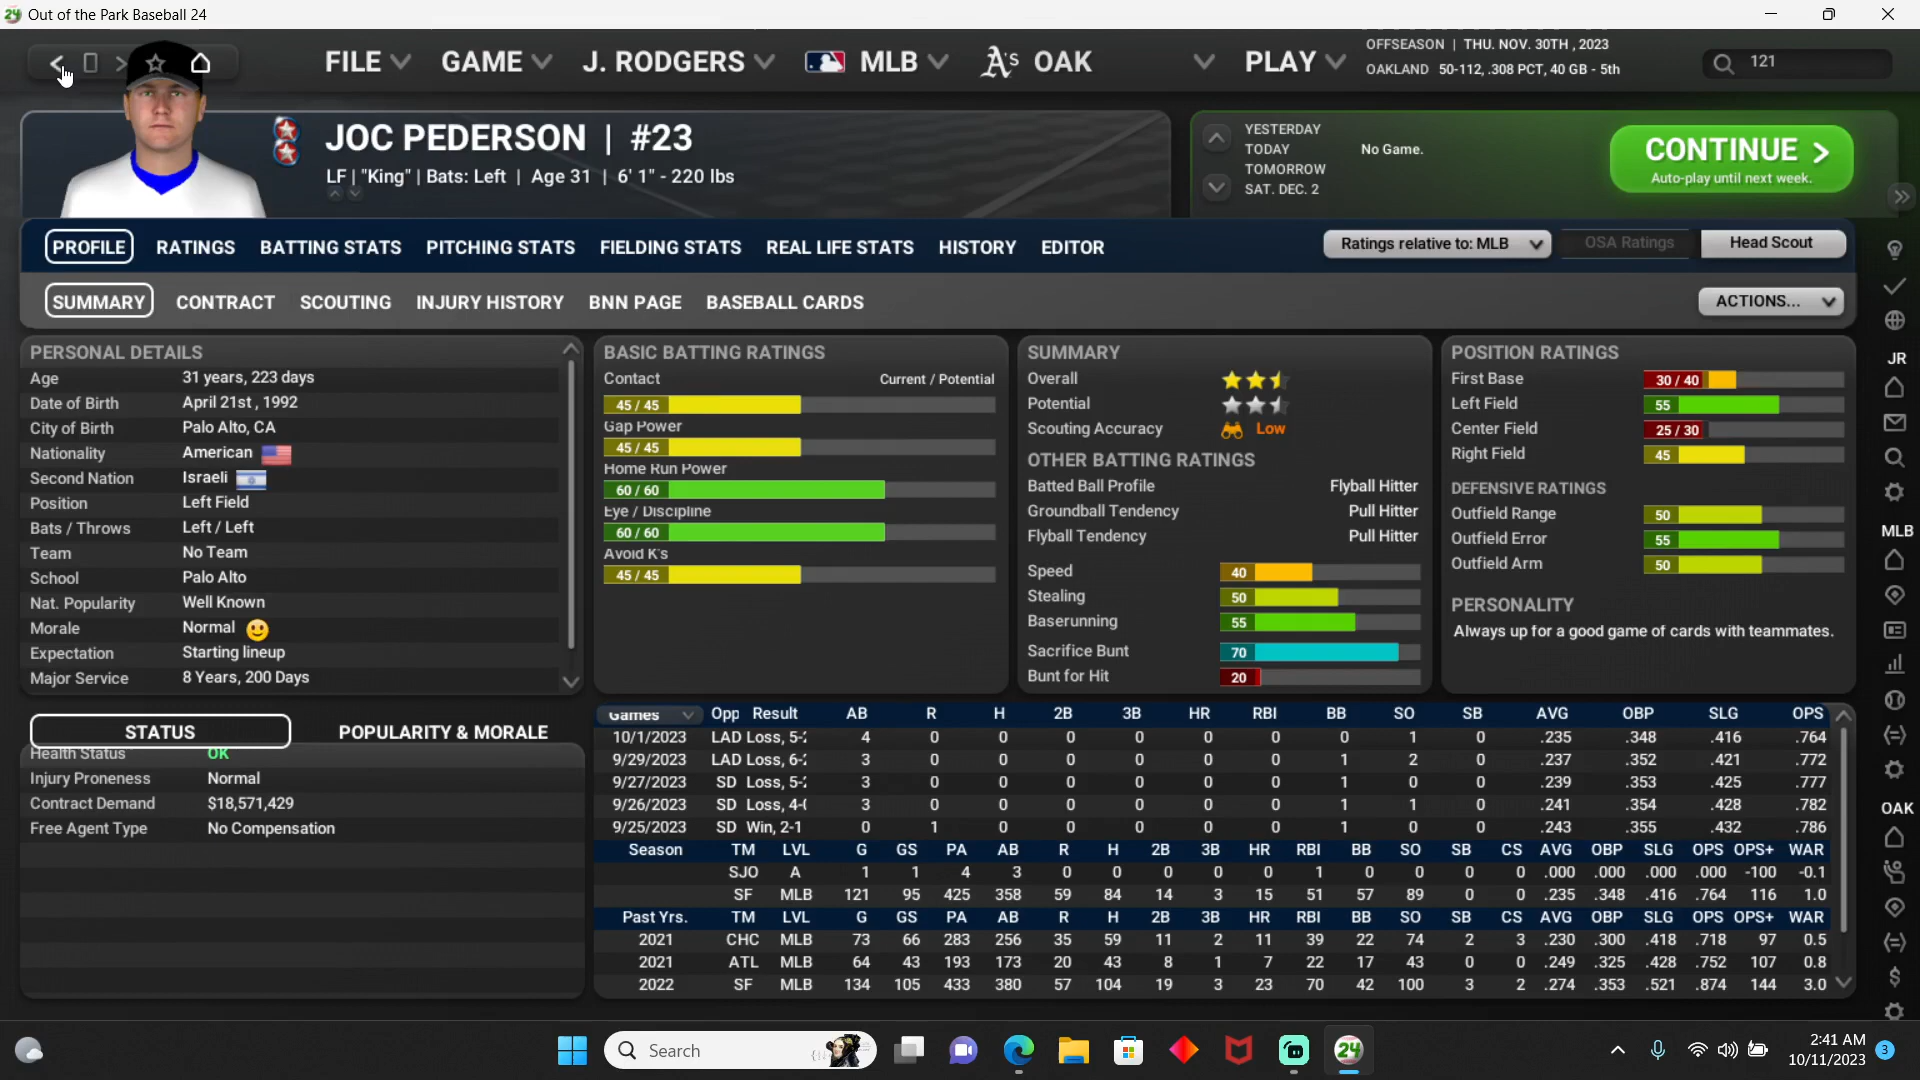 Out of the Park Baseball 24
FILE GAME J. RODGERS MLB A's OAK PLAY
OFFSEASON | THU. NOV. 30TH , 2023
OAKLAND 50-112, .308 PCT, 40 GB - 5th
121
JOC PEDERSON | #23
LF | "King" | Bats: Left | Age 31 | 6' 1" - 220 lbs
YESTERDAY
TODAY No Game.
TOMORROW
SAT. DEC. 2
CONTINUE >
Auto-play until next week.
PROFILE RATINGS BATTING STATS PITCHING STATS FIELDING STATS REAL LIFE STATS HISTORY EDITOR
Ratings relative to: MLB OSA Ratings Head Scout
SUMMARY CONTRACT SCOUTING INJURY HISTORY BNN PAGE BASEBALL CARDS
ACTIONS...
PERSONAL DETAILS
Age 31 years, 223 days
Date of Birth April 21st , 1992
City of Birth Palo Alto, CA
Nationality American
Second Nation Israeli
Position Left Field
Bats / Throws Left / Left
Team No Team
School Palo Alto
Nat. Popularity Well Known
Morale Normal
Expectation Starting lineup
Major Service 8 Years, 200 Days
BASIC BATTING RATINGS
Contact Current / Potential
45 / 45
Gap Power
45 / 45
Home Run Power
60 / 60
Eye / Discipline
60 / 60
Avoid K's
45 / 45
SUMMARY
Overall
Potential
Scouting Accuracy Low
OTHER BATTING RATINGS
Batted Ball Profile Flyball Hitter
Groundball Tendency Pull Hitter
Flyball Tendency Pull Hitter
Speed 40
Stealing 50
Baserunning 55
Sacrifice Bunt 70
Bunt for Hit 20
POSITION RATINGS
First Base 30 / 40
Left Field 55
Center Field 25 / 30
Right Field 45
DEFENSIVE RATINGS
Outfield Range 50
Outfield Error 55
Outfield Arm 50
PERSONALITY
Always up for a good game of cards with teammates.
STATUS POPULARITY & MORALE
Health Status OK
Injury Proneness Normal
Contract Demand $18,571,429
Free Agent Type No Compensation
Games Opp Result AB R H 2B 3B HR RBI BB SO SB AVG OBP SLG OPS
10/1/2023 LAD Loss, 5-2 4 0 0 0 0 0 0 0 1 0 .235 .348 .416 .764
9/29/2023 LAD Loss, 6-2 3 0 0 0 0 0 0 1 2 0 .237 .352 .421 .772
9/27/2023 SD Loss, 5-2 3 0 0 0 0 0 0 1 0 0 .239 .353 .425 .777
9/26/2023 SD Loss, 4-0 3 0 0 0 0 0 0 1 1 0 .241 .354 .428 .782
9/25/2023 SD Win, 2-1 0 1 0 0 0 0 0 1 0 0 .243 .355 .432 .786
Season TM LVL G GS PA AB R H 2B 3B HR RBI BB SO SB CS AVG OBP SLG OPS OPS+ WAR
SJO A 1 1 4 3 0 0 0 0 0 1 0 0 0 0 .000 .000 .000 .000 -100 -0.1
SF MLB 121 95 425 358 59 84 14 3 15 51 57 89 0 0 .235 .348 .416 .764 116 1.0
Past Yrs. TM LVL G GS PA AB R H 2B 3B HR RBI BB SO SB CS AVG OBP SLG OPS OPS+ WAR
2021 CHC MLB 73 66 283 256 35 59 11 2 11 39 22 74 2 3 .230 .300 .418 .718 97 0.5
2021 ATL MLB 64 43 193 173 20 43 8 1 7 22 17 43 0 0 .249 .325 .428 .752 107 0.8
2022 SF MLB 134 105 433 380 57 104 19 3 23 70 42 100 3 2 .274 .353 .521 .874 144 3.0
JR
MLB
OAK
Search
24
2:41 AM
10/11/2023
3